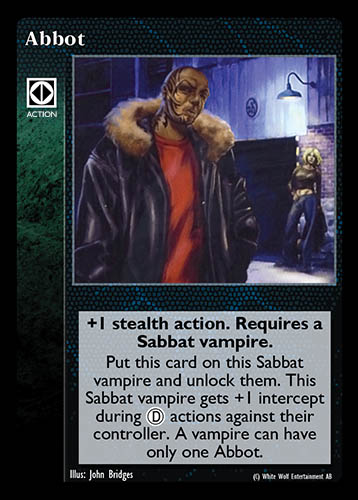 Abbot
ACTION
+1 stealth action. Requires a
Sabbat vampire.
Put this card on this Sabbat
vampire and unlock them. This
Sabbat vampire gets +1 intercept
during Ⓓ actions against their
controller. A vampire can have
only one Abbot.
Illus: John Bridges
(C) White Wolf Entertainment AB